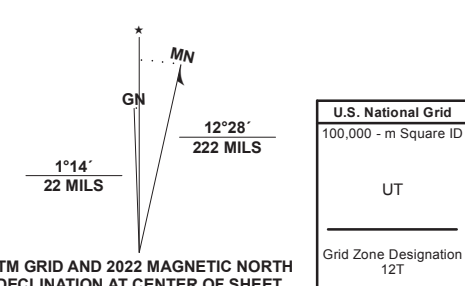 ★
MN
GN
12°28´
222 MILS
1°14´
22 MILS
TM GRID AND 2022 MAGNETIC NORTH
DECLINATION AT CENTER OF SHEET
U.S. National Grid
100,000 - m Square ID
UT
Grid Zone Designation
12T